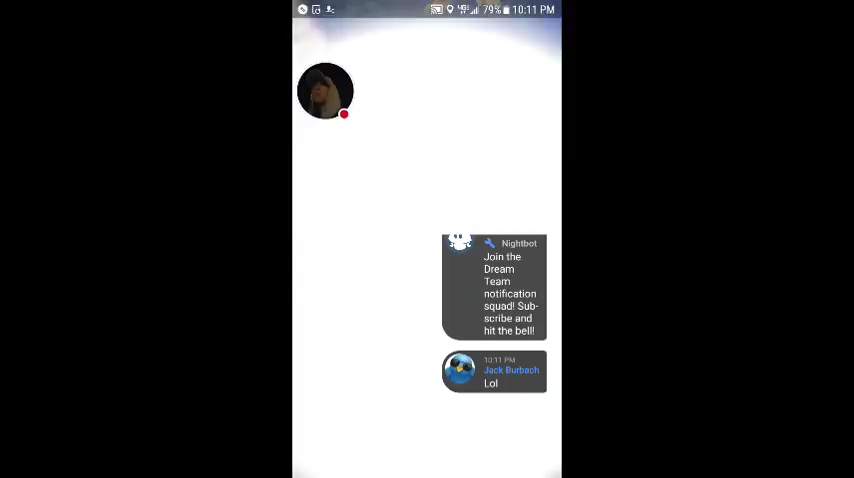 79% 10:11 PM
Nightbot
Join the
Dream
Team
notification
squad! Sub-
scribe and
hit the bell!
10:11 PM
Jack Burbach
Lol